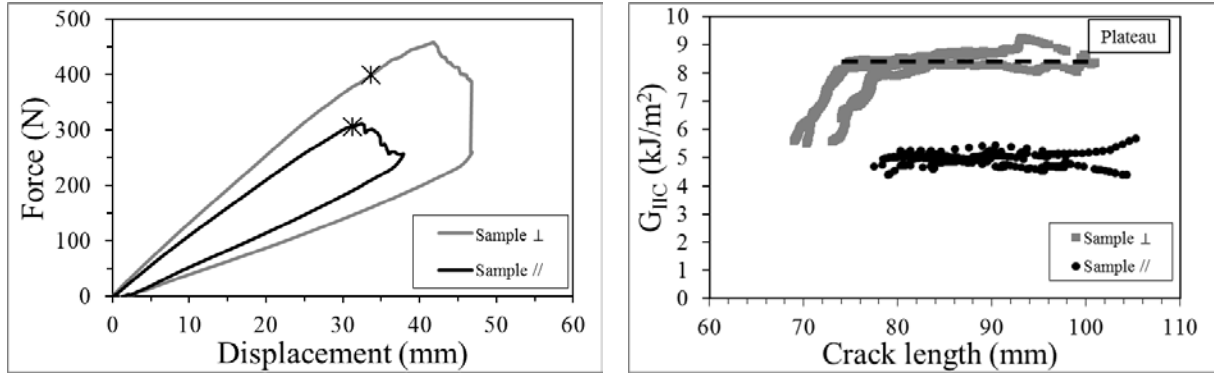 500
400
300
200
100
0
Force (N)
0 10 20 30 40 50 60
Displacement (mm)
Sample ⊥
Sample //
10
9
8
7
6
5
4
3
2
1
0
G_IIC (kJ/m²)
60 70 80 90 100 110
Crack length (mm)
Plateau
Sample ⊥
Sample //